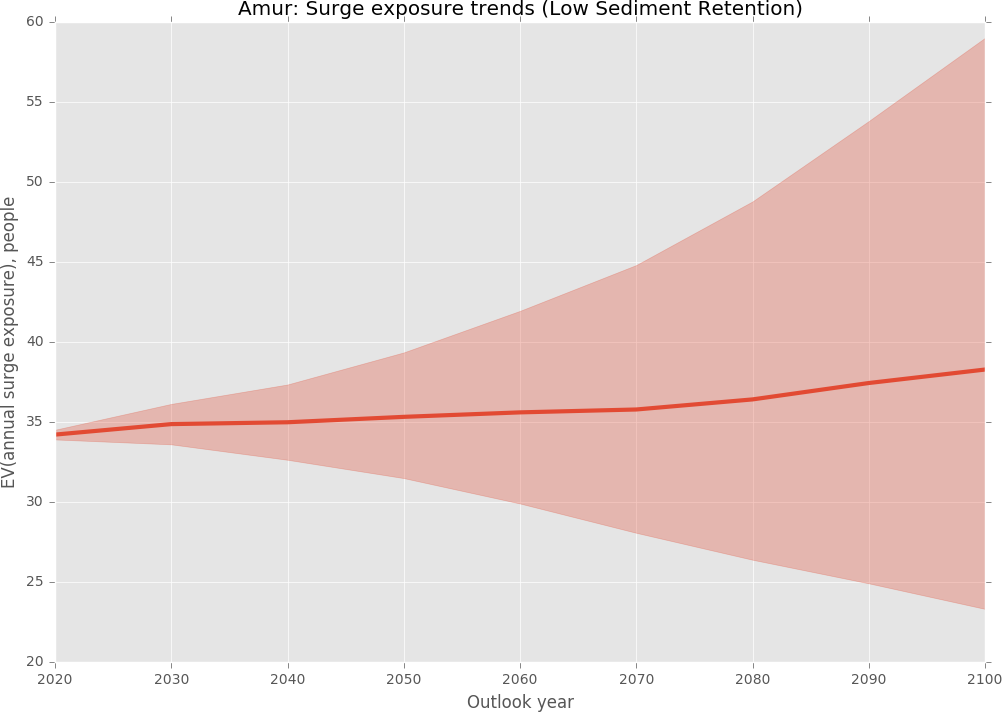 Amur: Surge exposure trends (Low Sediment Retention)
EV(annual surge exposure), people
60
55
50
45
40
35
30
25
20
2020 2030 2040 2050 2060 2070 2080 2090 2100
Outlook year